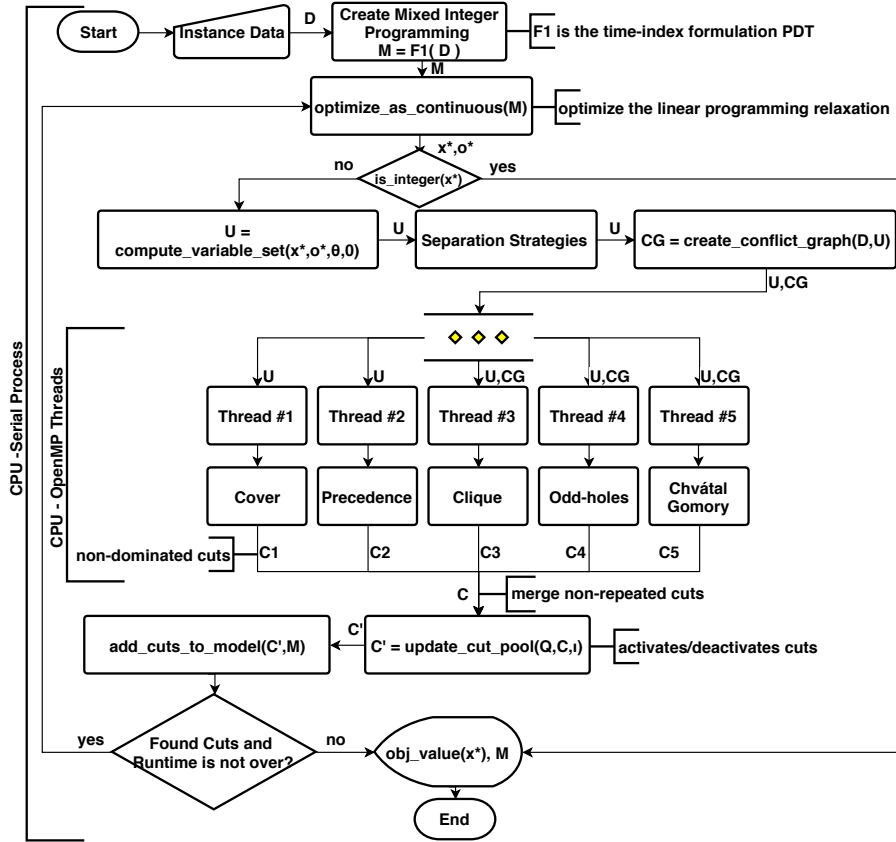 Start
Instance Data
D
Create Mixed Integer
Programming
M = F1( D )
F1 is the time-index formulation PDT
M
optimize_as_continuous(M)
optimize the linear programming relaxation
x*,o*
no
is_integer(x*)
yes
U =
compute_variable_set(x*,o*,θ,0)
U
Separation Strategies
U
CG = create_conflict_graph(D,U)
U,CG
CPU -Serial Process
CPU - OpenMP Threads
U
U
U,CG
U,CG
U,CG
Thread #1
Thread #2
Thread #3
Thread #4
Thread #5
Cover
Precedence
Clique
Odd-holes
Chvátal
Gomory
non-dominated cuts
C1
C2
C3
C4
C5
C
merge non-repeated cuts
add_cuts_to_model(C',M)
C'
C' = update_cut_pool(Q,C,ι)
activates/deactivates cuts
yes
Found Cuts and
Runtime is not over?
no
obj_value(x*), M
End